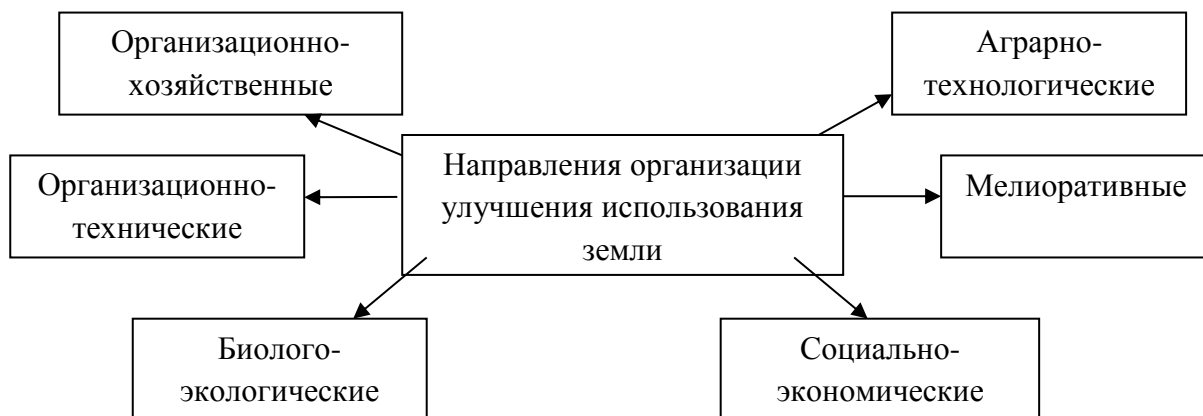 Организационно-
хозяйственные
Аграрно-
технологические
Направления организации
улучшения использования
земли
Организационно-
технические
Мелиоративные
Биолого-
экологические
Социально-
экономические